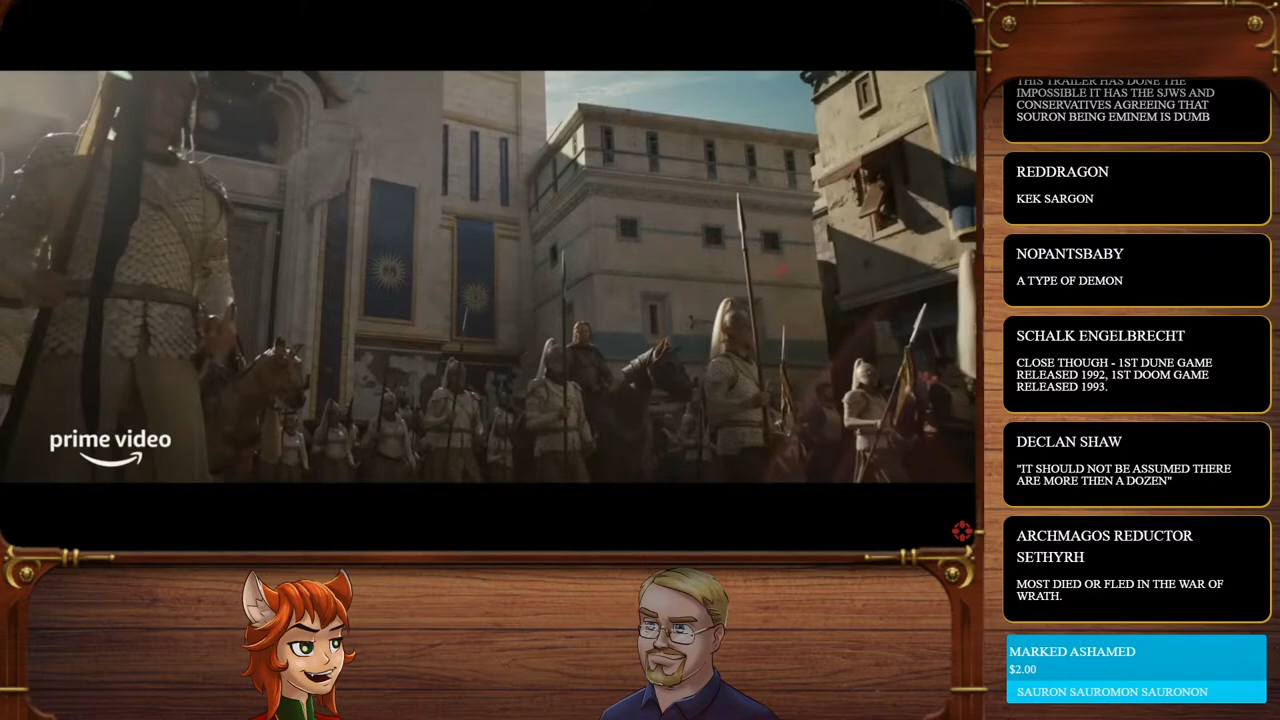 prime video
THIS TRAILER HAS DONE THE
IMPOSSIBLE IT HAS THE SJWS AND
CONSERVATIVES AGREEING THAT
SOURON BEING EMINEM IS DUMB
REDDRAGON
KEK SARGON
NOPANTSBABY
A TYPE OF DEMON
SCHALK ENGELBRECHT
CLOSE THOUGH - 1ST DUNE GAME
RELEASED 1992, 1ST DOOM GAME
RELEASED 1993.
DECLAN SHAW
"IT SHOULD NOT BE ASSUMED THERE
ARE MORE THEN A DOZEN"
ARCHMAGOS REDUCTOR
SETHYRH
MOST DIED OR FLED IN THE WAR OF
WRATH.
MARKED ASHAMED
$2.00
SAURON SAUROMON SAURONON